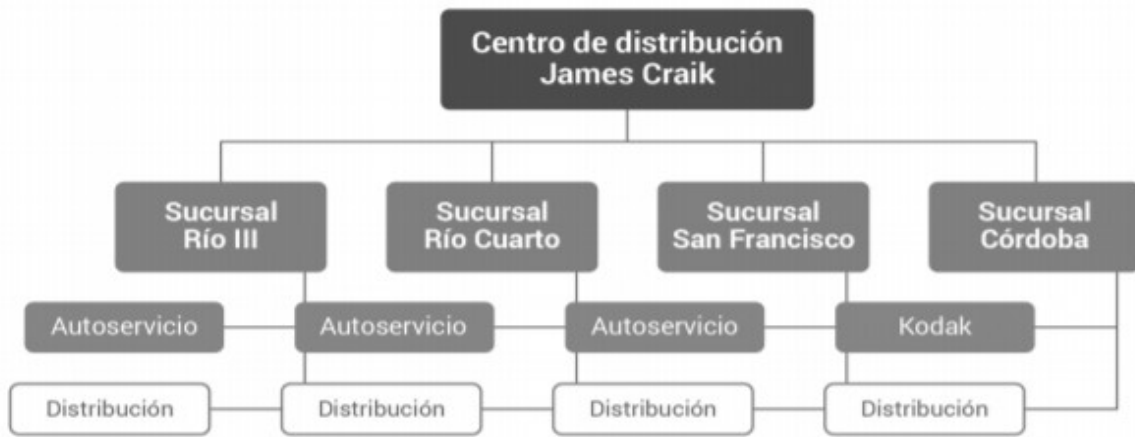 Centro de distribución
James Craik
Sucursal
Río III
Sucursal
Río Cuarto
Sucursal
San Francisco
Sucursal
Córdoba
Autoservicio
Autoservicio
Autoservicio
Kodak
Distribución
Distribución
Distribución
Distribución